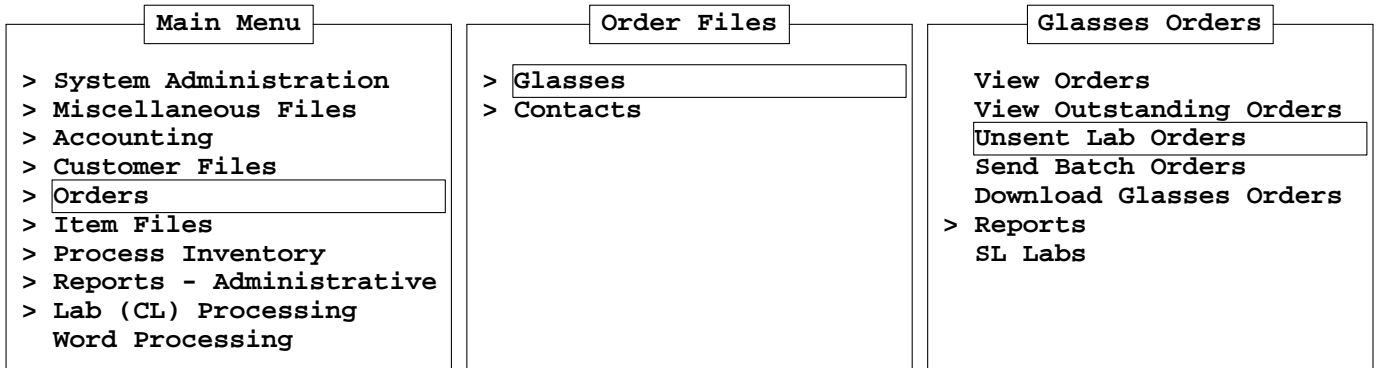 Main Menu
> System Administration
> Miscellaneous Files
> Accounting
> Customer Files
> Orders
> Item Files
> Process Inventory
> Reports - Administrative
> Lab (CL) Processing
Word Processing
Order Files
> Glasses
> Contacts
Glasses Orders
View Orders
View Outstanding Orders
Unsent Lab Orders
Send Batch Orders
Download Glasses Orders
> Reports
SL Labs